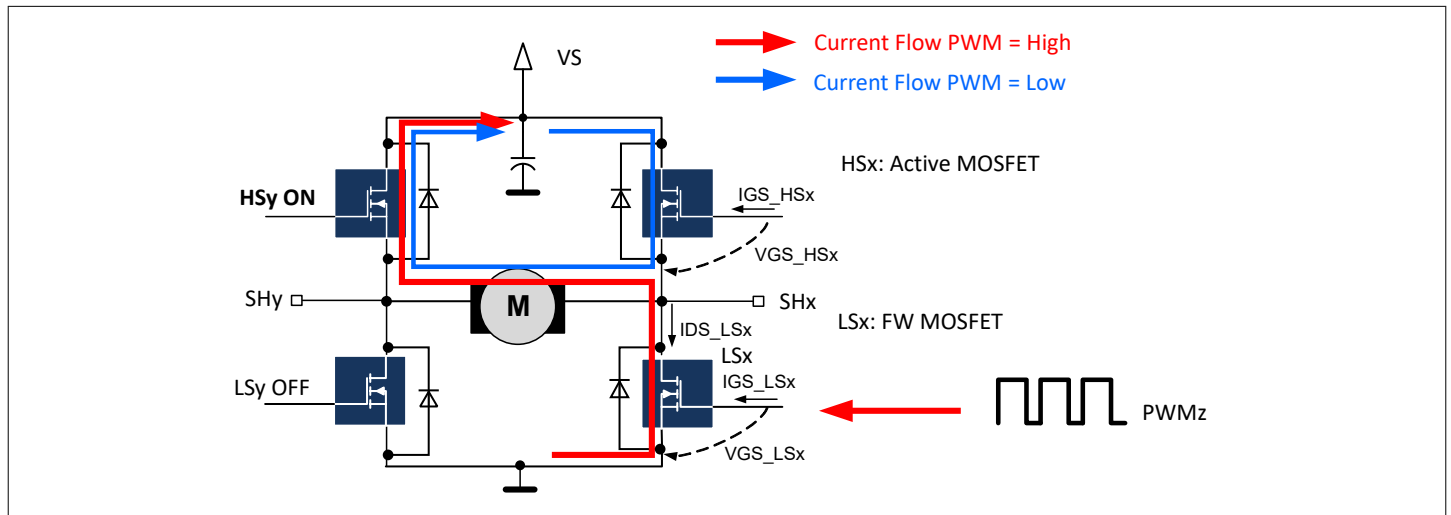 VS
Current Flow PWM = High
Current Flow PWM = Low
HSx: Active MOSFET
HSy ON
IGS_HSx
VGS_HSx
SHy
M
SHx
LSx: FW MOSFET
IDS_LSx
LSx
LSy OFF
IGS_LSx
PWMz
VGS_LSx